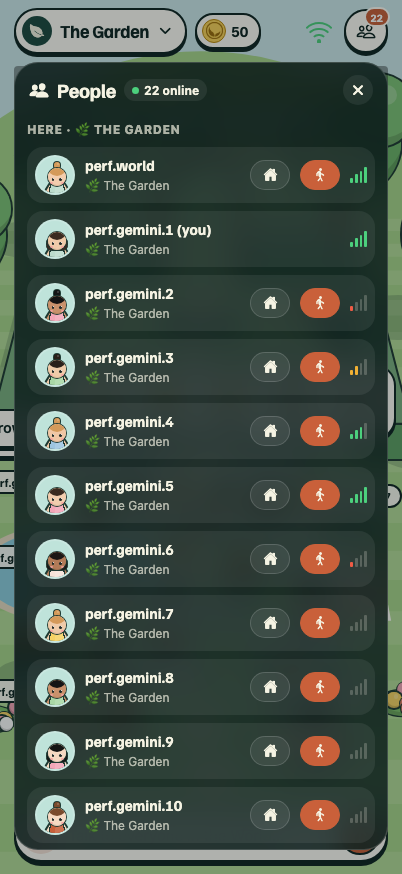 The Garden
50
22
People
22 online
HERE · THE GARDEN
perf.world
The Garden
perf.gemini.1 (you)
The Garden
perf.gemini.2
The Garden
perf.gemini.3
The Garden
perf.gemini.4
The Garden
perf.gemini.5
The Garden
perf.gemini.6
The Garden
perf.gemini.7
The Garden
perf.gemini.8
The Garden
perf.gemini.9
The Garden
perf.gemini.10
The Garden